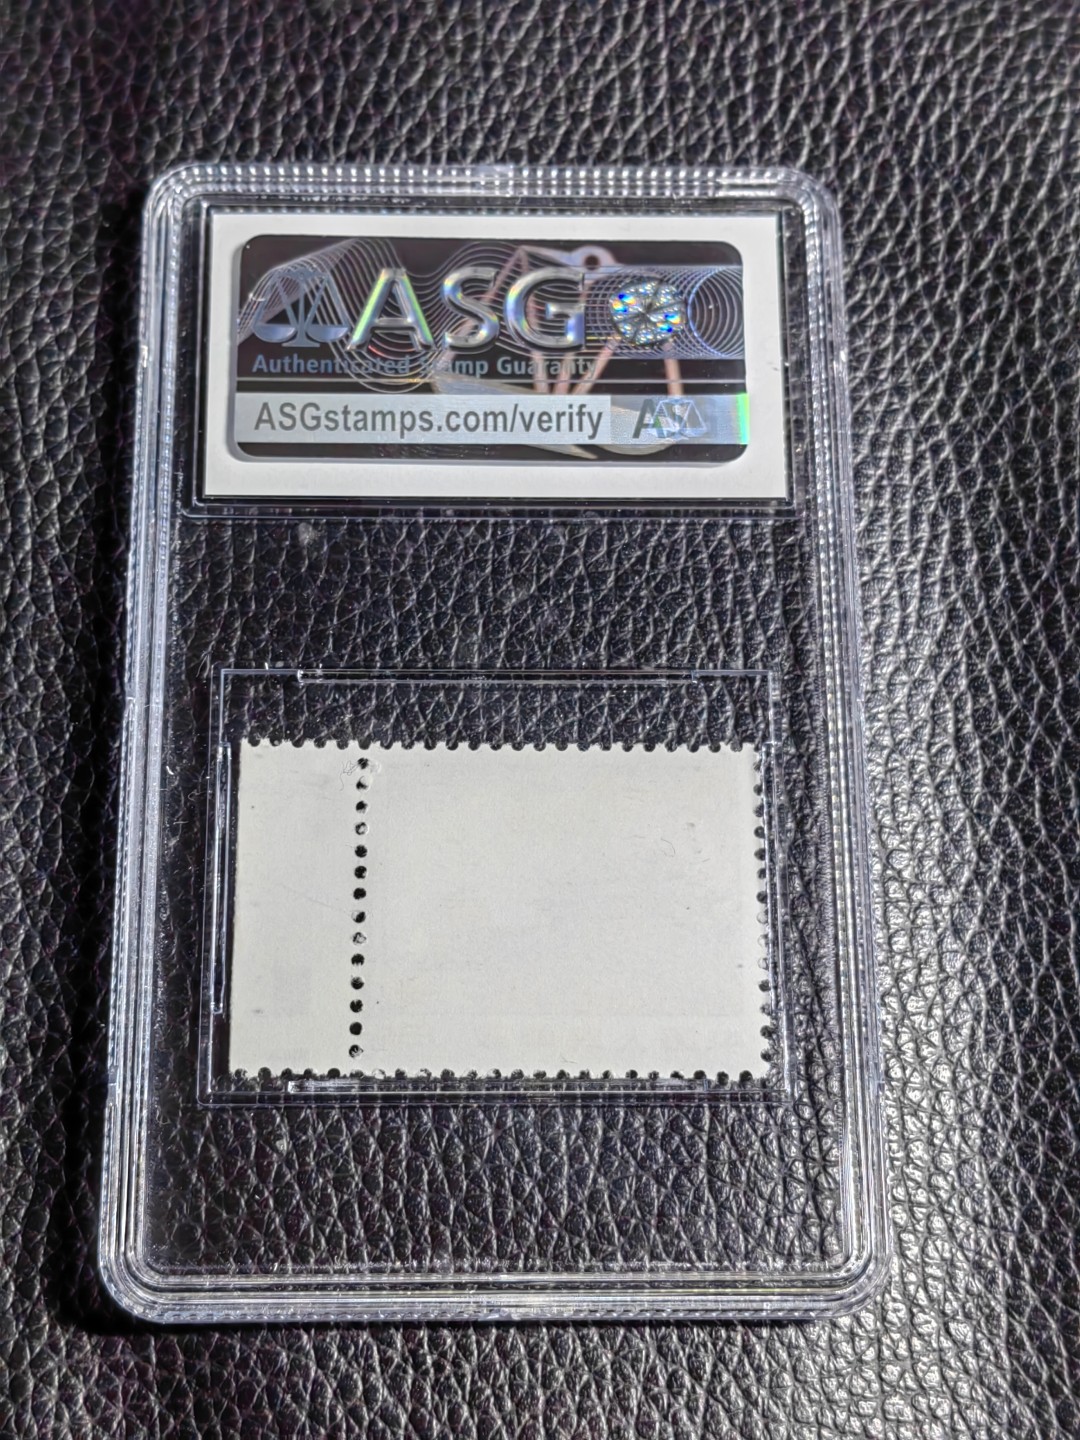 ASG
Authenticated Stamp Guaranty
ASGstamps.com/verify